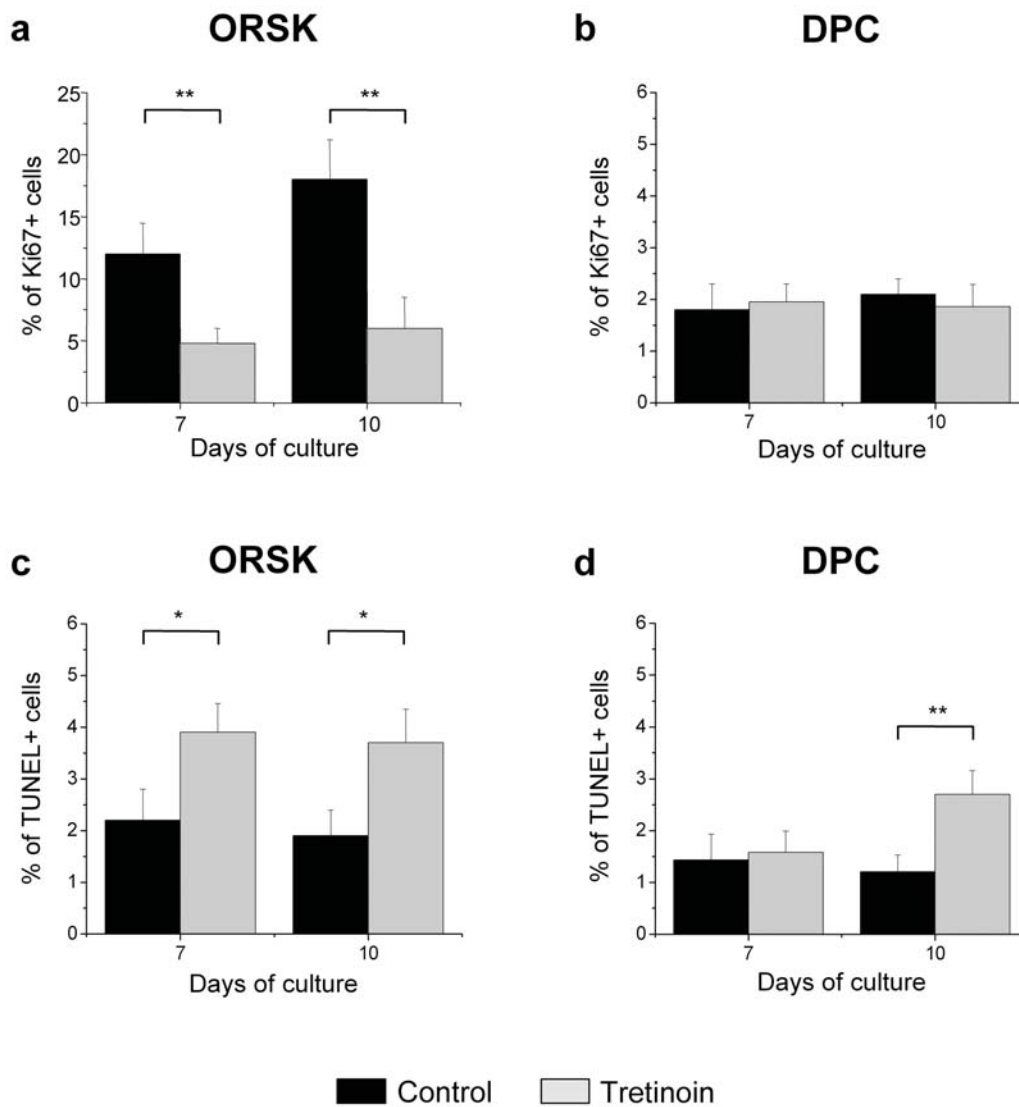 a ORSK
25
20
15
10
5
0
% of Ki67+ cells
** **
7 10
Days of culture
b DPC
6
5
4
3
2
1
0
% of Ki67+ cells
7 10
Days of culture
c ORSK
6
5
4
3
2
1
0
% of TUNEL+ cells
* *
7 10
Days of culture
d DPC
6
5
4
3
2
1
0
% of TUNEL+ cells
**
7 10
Days of culture
Control Tretinoin